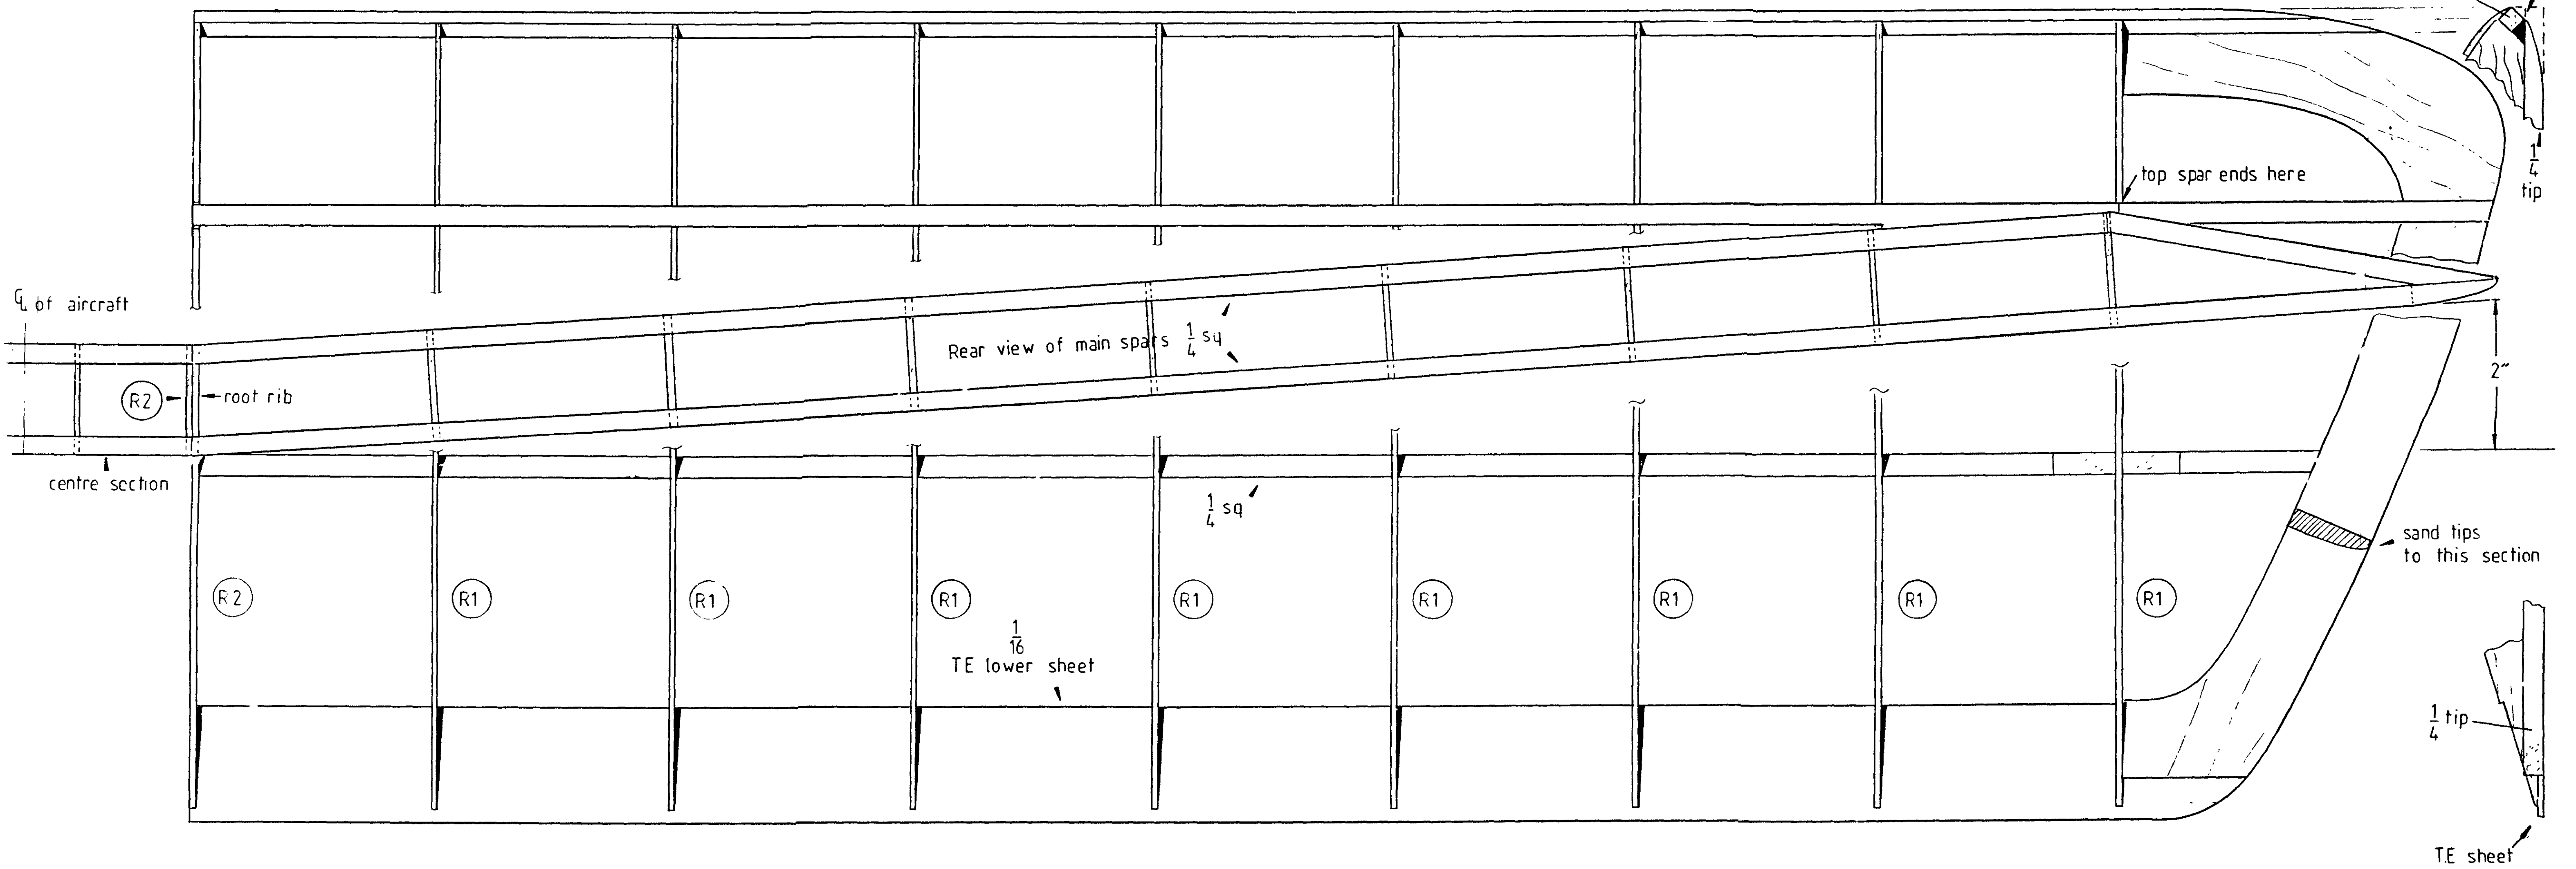 1
4
tip
top spar ends here
℄ of aircraft
Rear view of main spars 1/4 sq
2"
R2
root rib
centre section
1/4 sq
sand tips
to this section
R2
R1
R1
R1
R1
R1
R1
R1
R1
1/16
TE lower sheet
1/4 tip
T.E sheet